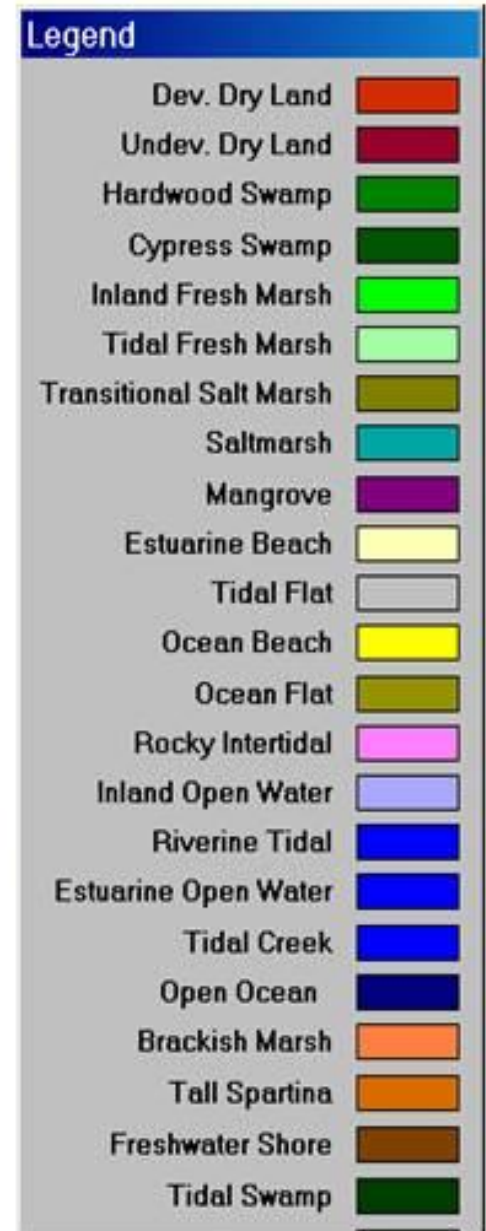 Legend
Dev. Dry Land
Undev. Dry Land
Hardwood Swamp
Cypress Swamp
Inland Fresh Marsh
Tidal Fresh Marsh
Transitional Salt Marsh
Saltmarsh
Mangrove
Estuarine Beach
Tidal Flat
Ocean Beach
Ocean Flat
Rocky Intertidal
Inland Open Water
Riverine Tidal
Estuarine Open Water
Tidal Creek
Open Ocean
Brackish Marsh
Tall Spartina
Freshwater Shore
Tidal Swamp